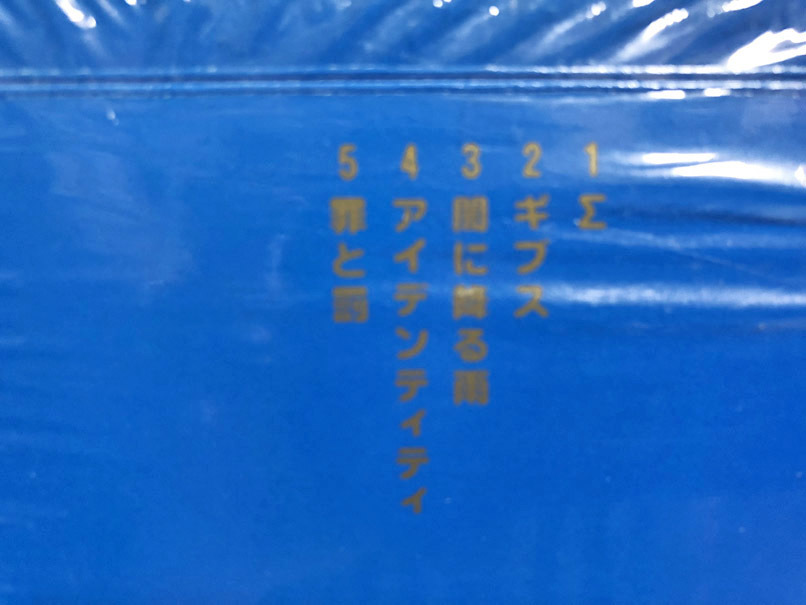 1 Σ
2 ギブス
3 闇に降る雨
4 アイデンティティ
5 罪と罰